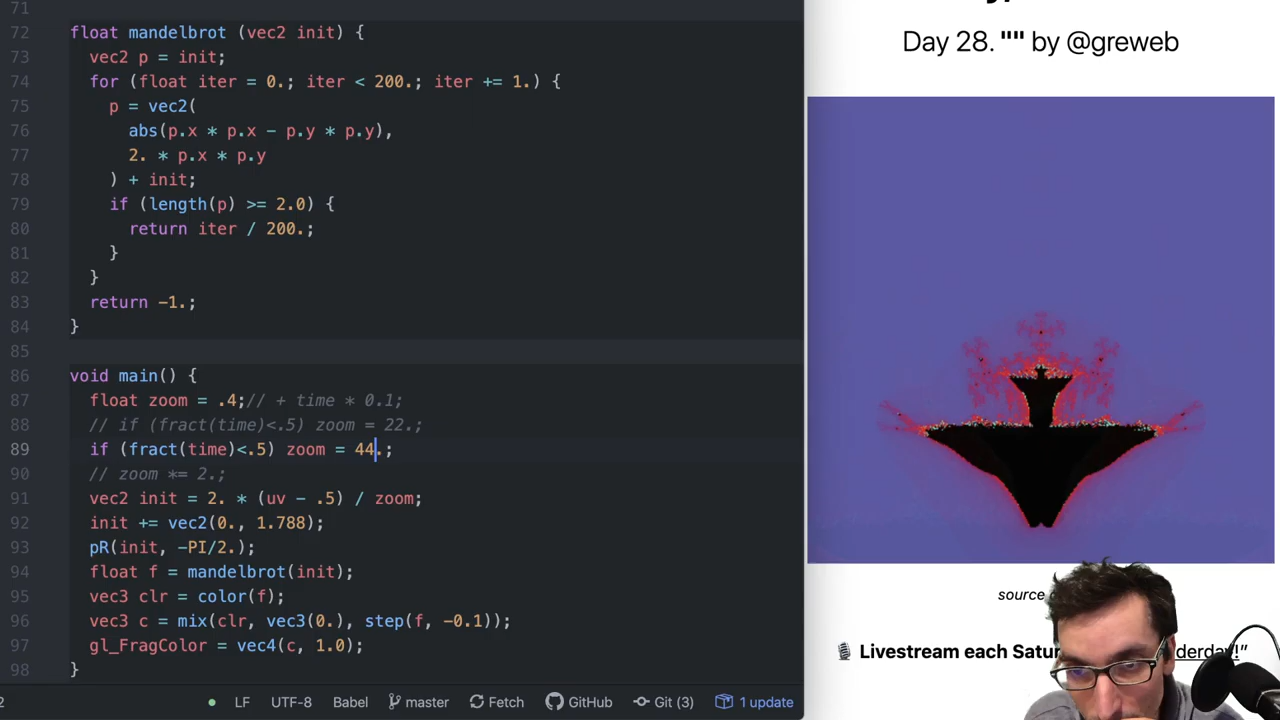 71
72 float mandelbrot (vec2 init) {
73 vec2 p = init;
74 for (float iter = 0.; iter < 200.; iter += 1.) {
75 p = vec2(
76 abs(p.x * p.x - p.y * p.y),
77 2. * p.x * p.y
78 ) + init;
79 if (length(p) >= 2.0) {
80 return iter / 200.;
81 }
82 }
83 return -1.;
84 }
85
86 void main() {
87 float zoom = .4;// + time * 0.1;
88 // if (fract(time)<.5) zoom = 22.;
89 if (fract(time)<.5) zoom = 44.;
90 // zoom *= 2.;
91 vec2 init = 2. * (uv - .5) / zoom;
92 init += vec2(0., 1.788);
93 pR(init, -PI/2.);
94 float f = mandelbrot(init);
95 vec3 clr = color(f);
96 vec3 c = mix(clr, vec3(0.), step(f, -0.1));
97 gl_FragColor = vec4(c, 1.0);
98 }
2 LF UTF-8 Babel master Fetch GitHub Git (3) 1 update
Day 28. "" by @greweb
source
Livestream each Satur derday!”